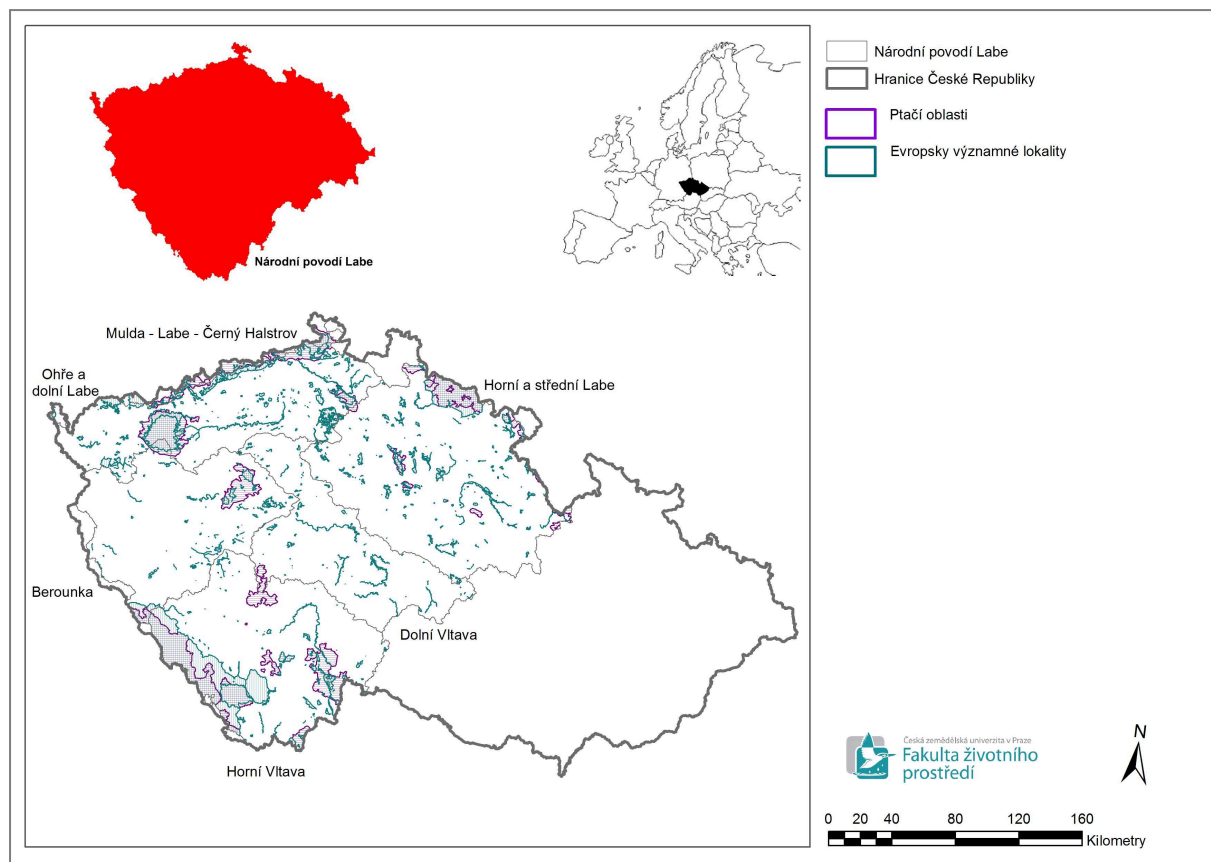 Národní povodí Labe
Národní povodí Labe
Hranice České Republiky
Ptačí oblasti
Evropsky významné lokality
Mulda - Labe - Černý Halstrov
Ohře a
dolní Labe
Horní a střední Labe
Berounka
Dolní Vltava
Horní Vltava
Česká zemědělská univerzita v Praze
Fakulta životního
prostředí
N
0 20 40 80 120 160
Kilometry